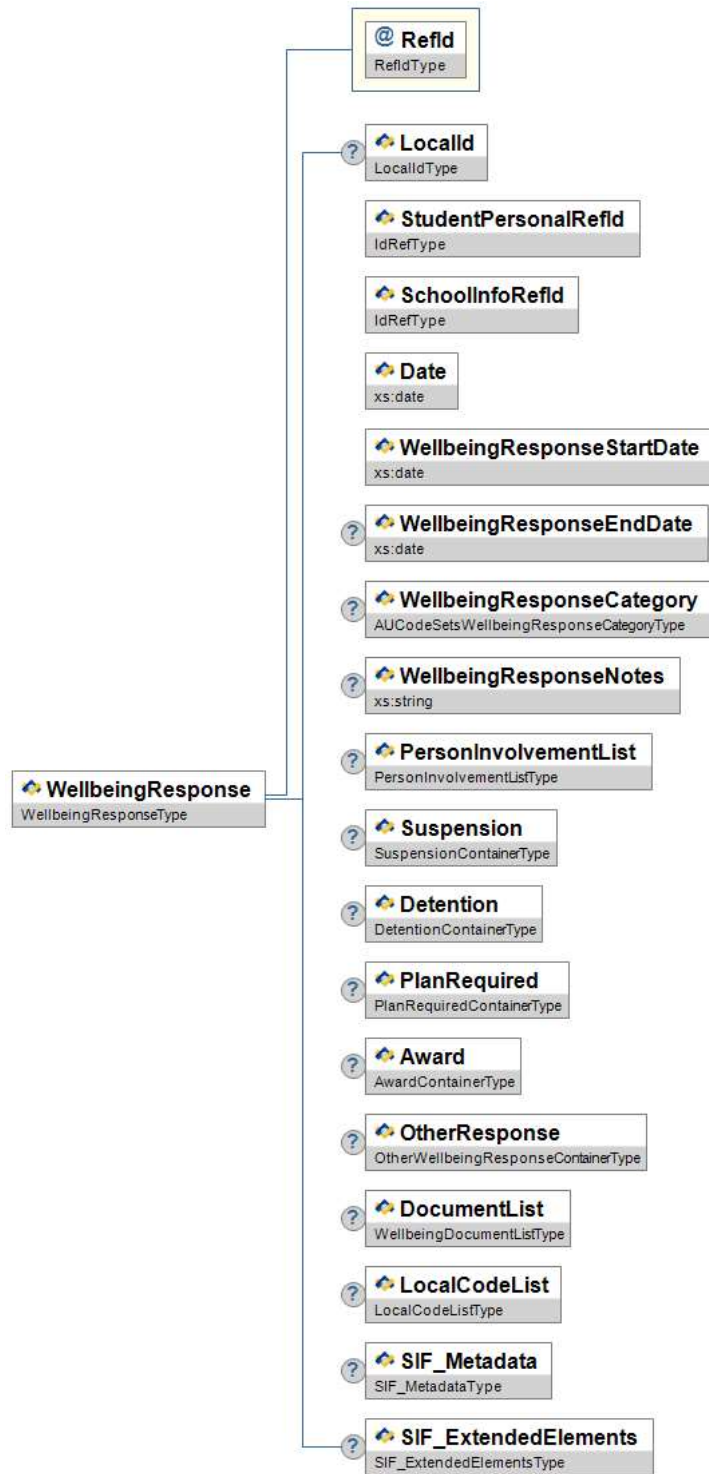 @ RefId
RefIdType
? LocalId
LocalIdType
StudentPersonalRefId
IdRefType
SchoolInfoRefId
IdRefType
Date
xs:date
WellbeingResponseStartDate
xs:date
? WellbeingResponseEndDate
xs:date
? WellbeingResponseCategory
AUCodeSetsWellbeingResponseCategoryType
? WellbeingResponseNotes
xs:string
? PersonInvolvementList
PersonInvolvementListType
WellbeingResponse
WellbeingResponseType
? Suspension
SuspensionContainerType
? Detention
DetentionContainerType
? PlanRequired
PlanRequiredContainerType
? Award
AwardContainerType
? OtherResponse
OtherWellbeingResponseContainerType
? DocumentList
WellbeingDocumentListType
? LocalCodeList
LocalCodeListType
? SIF_Metadata
SIF_MetadataType
? SIF_ExtendedElements
SIF_ExtendedElementsType